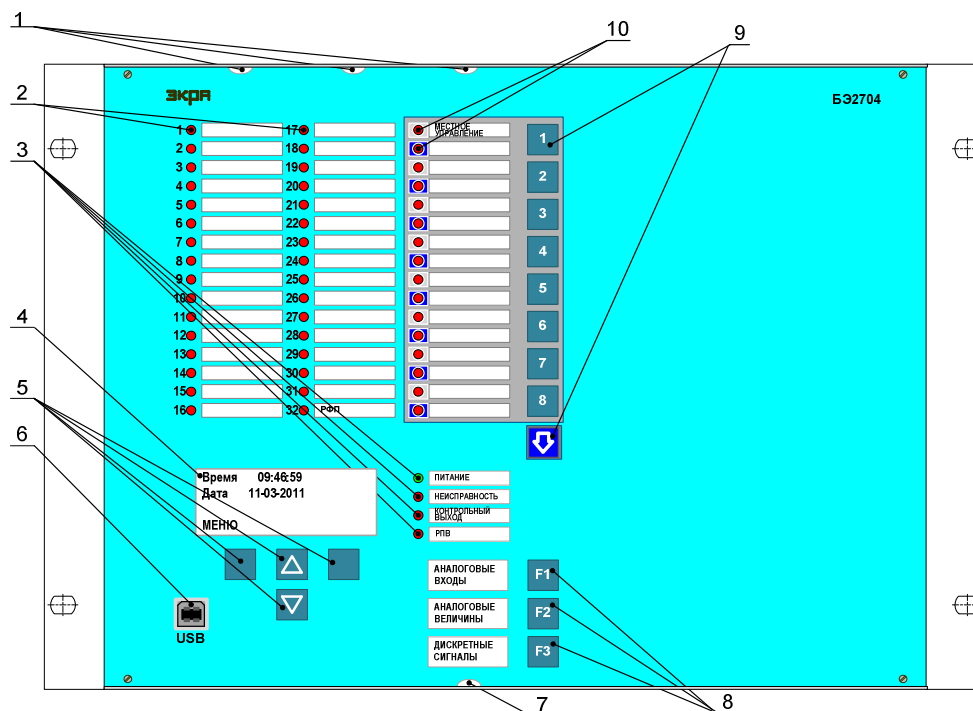 1
10
9
2
3
4
5
6
ЭКРА
БЭ2704
1
2
3
4
5
6
7
8
9
10
11
12
13
14
15
16
17
18
19
20
21
22
23
24
25
26
27
28
29
30
31
32 РФП
МЕСТНОЕ
УПРАВЛЕНИЕ
1
2
3
4
5
6
7
8
Время 09:46:59
Дата 11-03-2011
МЕНЮ
ПИТАНИЕ
НЕИСПРАВНОСТЬ
КОНТРОЛЬНЫЙ
ВЫХОД
РПВ
USB
АНАЛОГОВЫЕ
ВХОДЫ
F1
АНАЛОГОВЫЕ
ВЕЛИЧИНЫ
F2
ДИСКРЕТНЫЕ
СИГНАЛЫ
F3
7
8